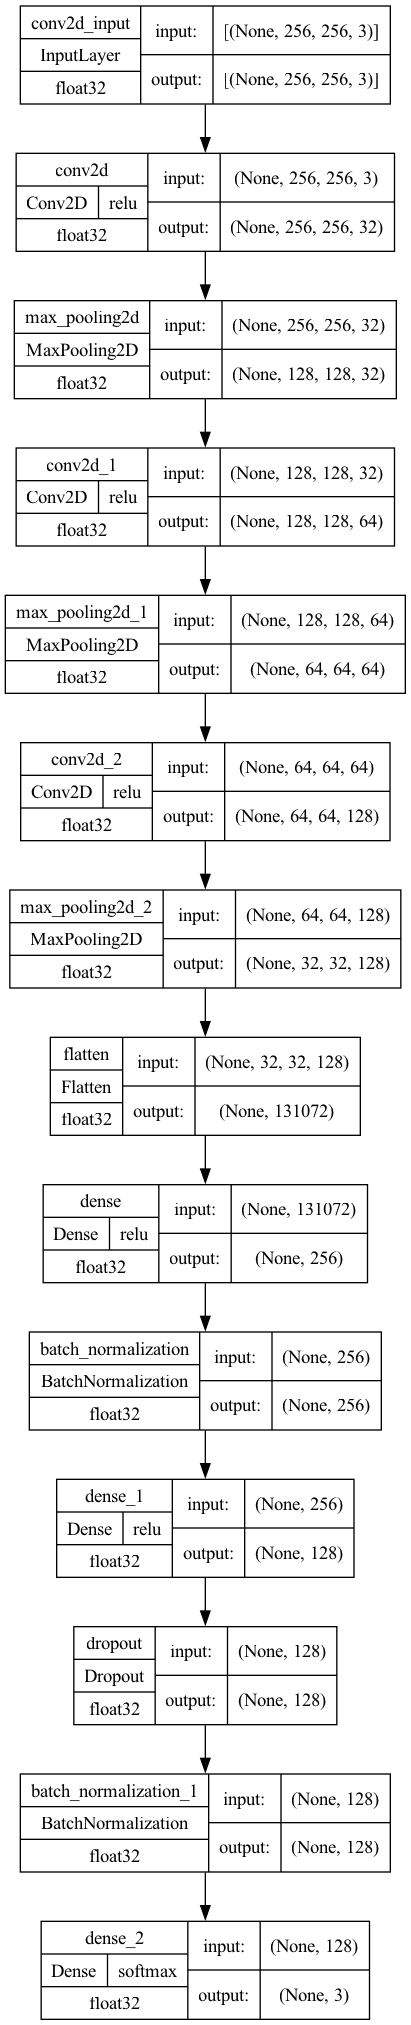 conv2d_input
input:
[(None, 256, 256, 3)]
InputLayer
output:
[(None, 256, 256, 3)]
float32
conv2d
input:
(None, 256, 256, 3)
Conv2D
relu
output:
(None, 256, 256, 32)
float32
max_pooling2d
input:
(None, 256, 256, 32)
MaxPooling2D
output:
(None, 128, 128, 32)
float32
conv2d_1
input:
(None, 128, 128, 32)
Conv2D
relu
output:
(None, 128, 128, 64)
float32
max_pooling2d_1
input:
(None, 128, 128, 64)
MaxPooling2D
output:
(None, 64, 64, 64)
float32
conv2d_2
input:
(None, 64, 64, 64)
Conv2D
relu
output:
(None, 64, 64, 128)
float32
max_pooling2d_2
input:
(None, 64, 64, 128)
MaxPooling2D
output:
(None, 32, 32, 128)
float32
flatten
input:
(None, 32, 32, 128)
Flatten
output:
(None, 131072)
float32
dense
input:
(None, 131072)
Dense
relu
output:
(None, 256)
float32
batch_normalization
input:
(None, 256)
BatchNormalization
output:
(None, 256)
float32
dense_1
input:
(None, 256)
Dense
relu
output:
(None, 128)
float32
dropout
input:
(None, 128)
Dropout
output:
(None, 128)
float32
batch_normalization_1
input:
(None, 128)
BatchNormalization
output:
(None, 128)
float32
dense_2
input:
(None, 128)
Dense
softmax
output:
(None, 3)
float32